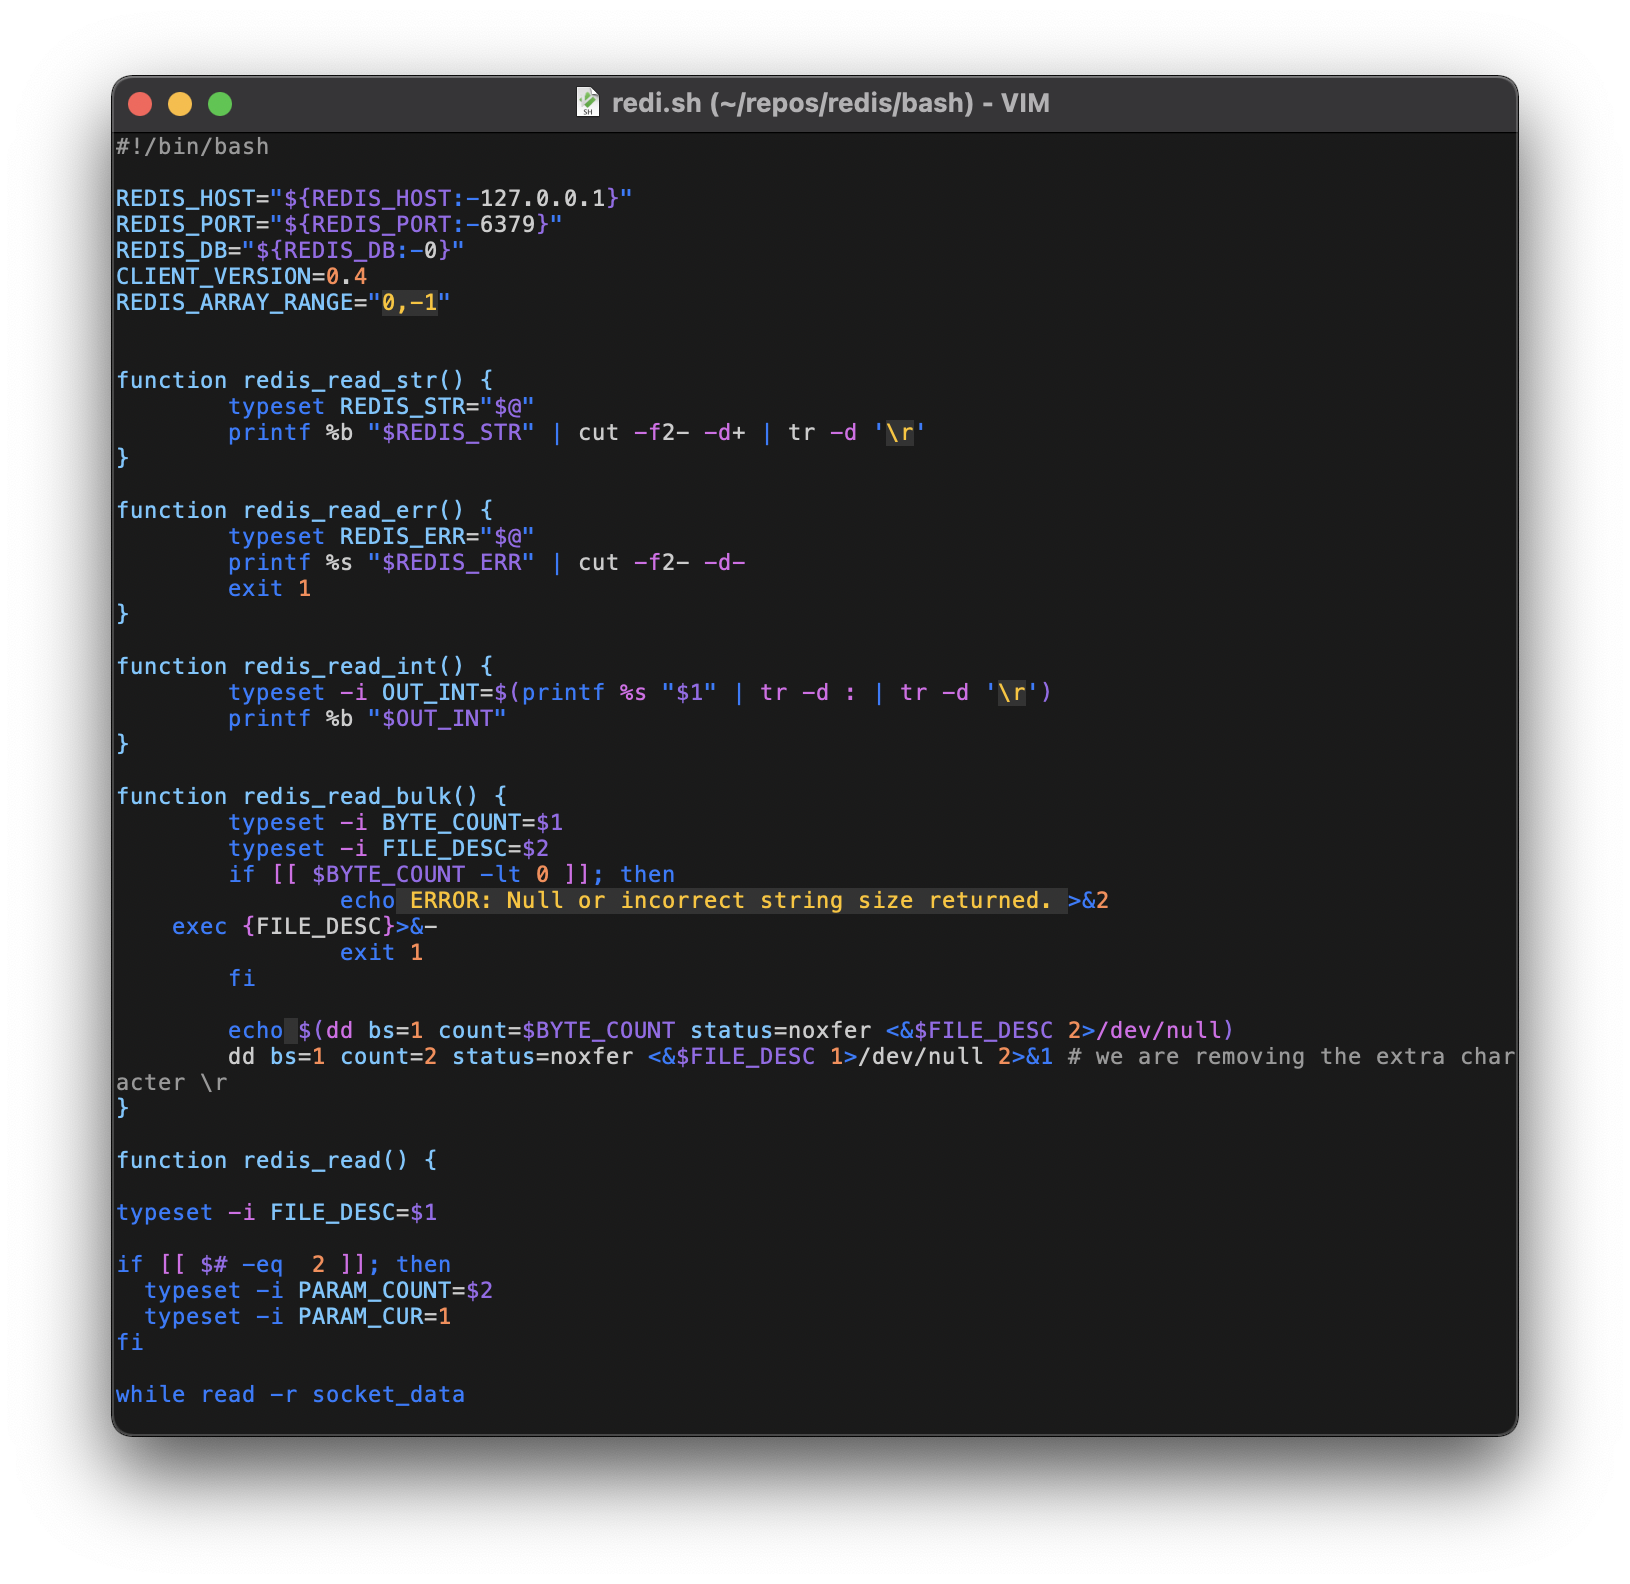 redi.sh (~/repos/redis/bash) - VIM
#!/bin/bash
REDIS_HOST="${REDIS_HOST:-127.0.0.1}"
REDIS_PORT="${REDIS_PORT:-6379}"
REDIS_DB="${REDIS_DB:-0}"
CLIENT_VERSION=0.4
REDIS_ARRAY_RANGE="0,-1"
function redis_read_str() {
        typeset REDIS_STR="$@"
        printf %b "$REDIS_STR" | cut -f2- -d+ | tr -d '\r'
}
function redis_read_err() {
        typeset REDIS_ERR="$@"
        printf %s "$REDIS_ERR" | cut -f2- -d-
        exit 1
}
function redis_read_int() {
        typeset -i OUT_INT=$(printf %s "$1" | tr -d : | tr -d '\r')
        printf %b "$OUT_INT"
}
function redis_read_bulk() {
        typeset -i BYTE_COUNT=$1
        typeset -i FILE_DESC=$2
        if [[ $BYTE_COUNT -lt 0 ]]; then
                echo ERROR: Null or incorrect string size returned. >&2
    exec {FILE_DESC}>&-
                exit 1
        fi
        echo $(dd bs=1 count=$BYTE_COUNT status=noxfer <&$FILE_DESC 2>/dev/null)
        dd bs=1 count=2 status=noxfer <&$FILE_DESC 1>/dev/null 2>&1 # we are removing the extra char
acter \r
}
function redis_read() {
typeset -i FILE_DESC=$1
if [[ $# -eq  2 ]]; then
  typeset -i PARAM_COUNT=$2
  typeset -i PARAM_CUR=1
fi
while read -r socket_data